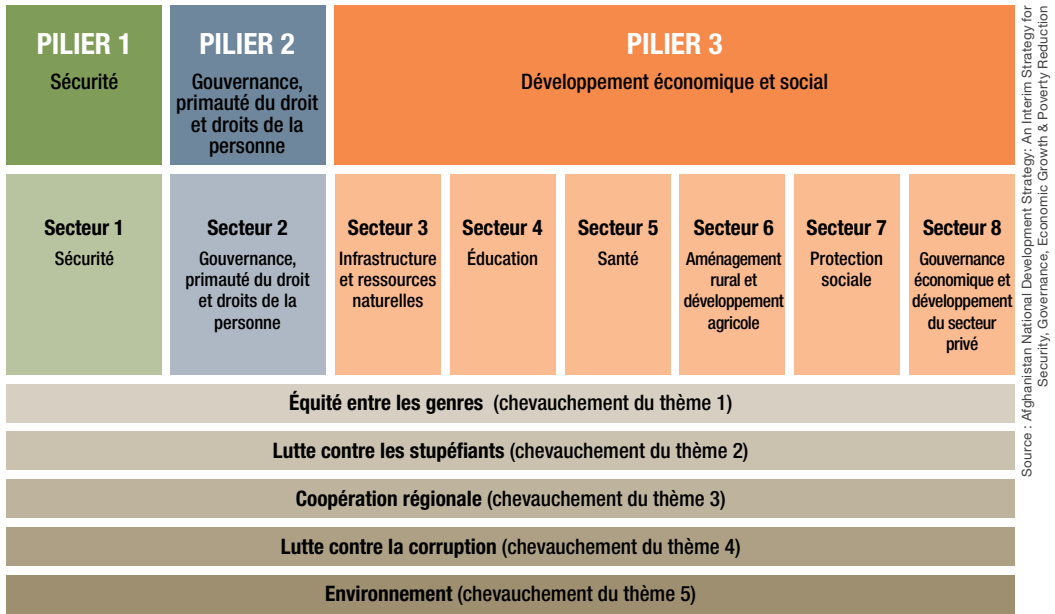 PILIER 1
Sécurité
PILIER 2
Gouvernance,
primauté du droit
et droits de la
personne
PILIER 3
Développement économique et social
Secteur 1
Sécurité
Secteur 2
Gouvernance,
primauté du droit
et droits de la
personne
Secteur 3
Infrastructure
et ressources
naturelles
Secteur 4
Éducation
Secteur 5
Santé
Secteur 6
Aménagement
rural et
développement
agricole
Secteur 7
Protection
sociale
Secteur 8
Gouvernance
économique et
développement
du secteur
privé
Équité entre les genres (chevauchement du thème 1)
Lutte contre les stupéfiants (chevauchement du thème 2)
Coopération régionale (chevauchement du thème 3)
Lutte contre la corruption (chevauchement du thème 4)
Environnement (chevauchement du thème 5)
Source : Afghanistan National Development Strategy: An Interim Strategy for
Security, Governance, Economic Growth & Poverty Reduction